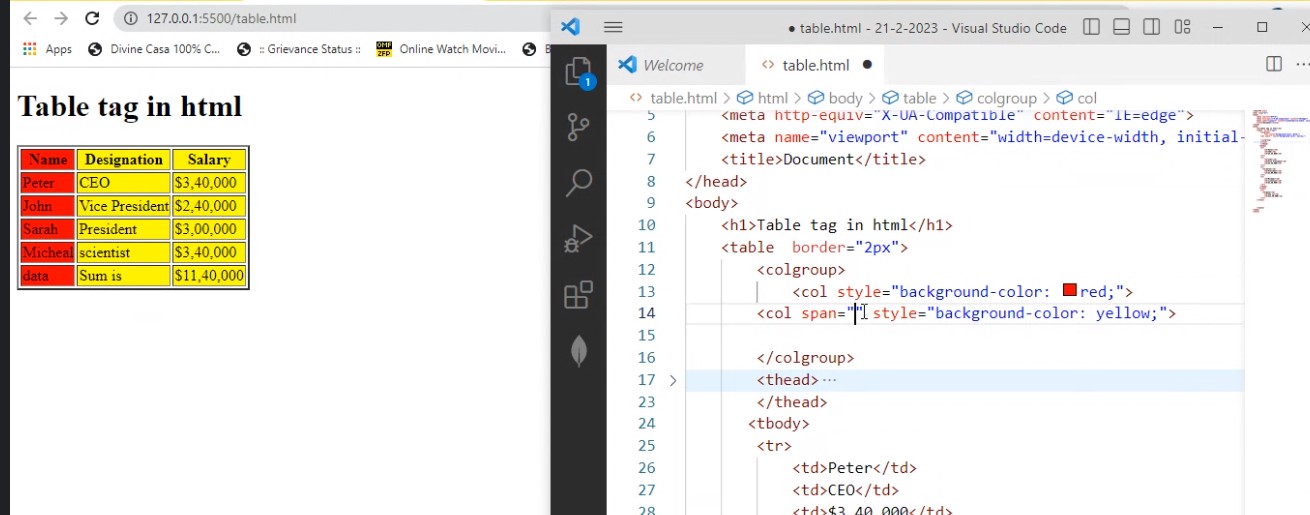 127.0.0.1:5500/table.html
Apps Divine Casa 100% C... :: Grievance Status :: Online Watch Movi...
Table tag in html
Name Designation Salary
Peter CEO $3,40,000
John Vice President $2,40,000
Sarah President $3,00,000
Micheal scientist $3,40,000
data Sum is $11,40,000
● table.html - 21-2-2023 - Visual Studio Code
Welcome <> table.html ●
<> table.html > html > body > table > colgroup > col
1
5 <meta http-equiv="X-UA-Compatible" content="IE=edge">
6 <meta name="viewport" content="width=device-width, initial-
7 <title>Document</title>
8 </head>
9 <body>
10 <h1>Table tag in html</h1>
11 <table  border="2px">
12 <colgroup>
13 <col style="background-color: red;">
14 <col span="" style="background-color: yellow;">
15
16 </colgroup>
17 > <thead>...
23 </thead>
24 <tbody>
25 <tr>
26 <td>Peter</td>
27 <td>CEO</td>
28 <td>$3,40,000</td>